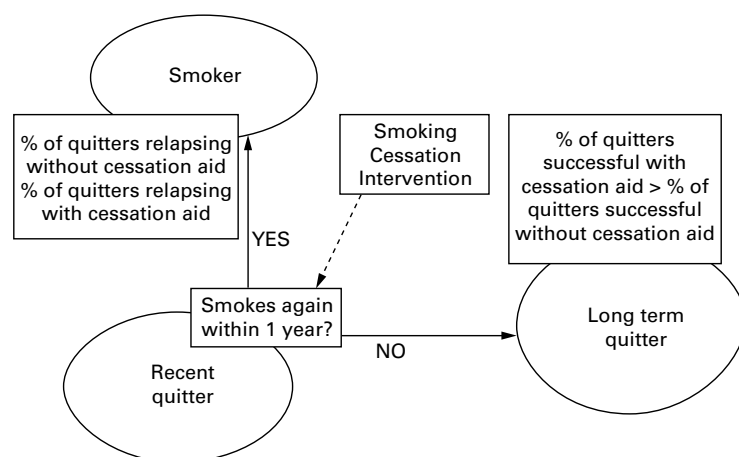 Smoker
% of quitters relapsing
without cessation aid
% of quitters relapsing
with cessation aid
Smoking
Cessation
Intervention
% of quitters
successful with
cessation aid > % of
quitters successful
without cessation aid
YES
Smokes again
within 1 year?
NO
Long term
quitter
Recent
quitter